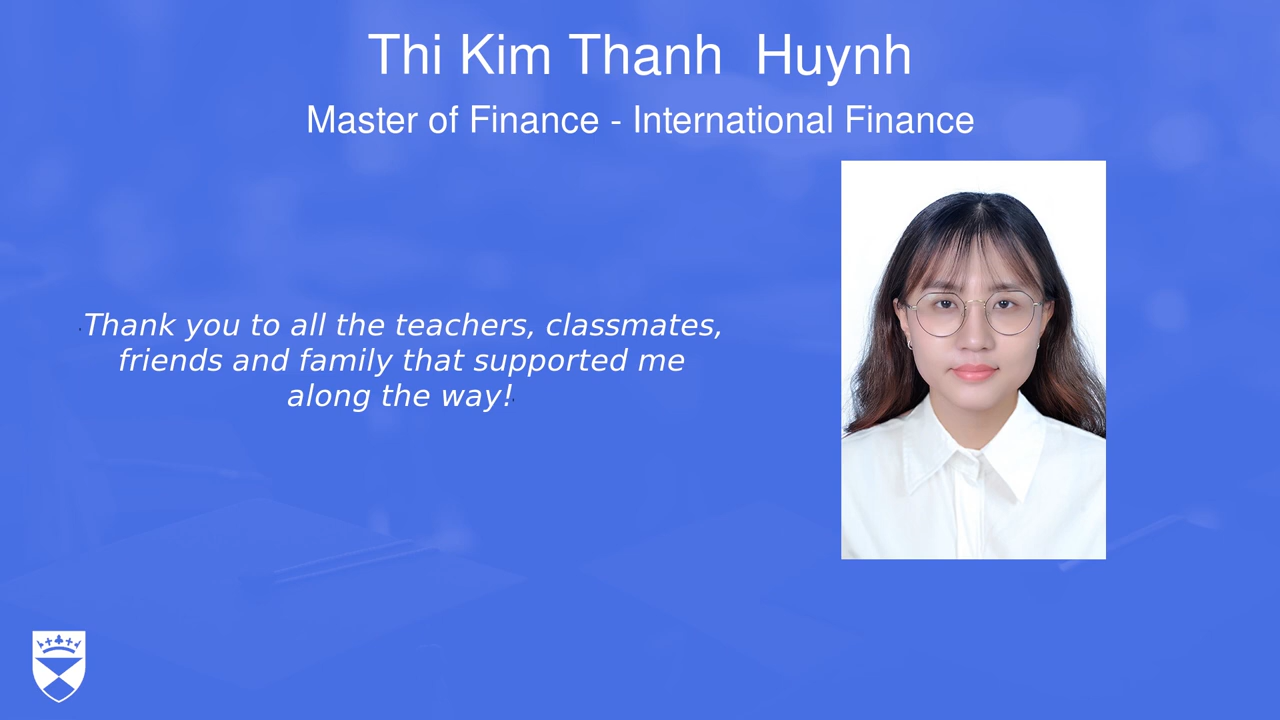 Thi Kim Thanh  Huynh
Master of Finance - International Finance
Thank you to all the teachers, classmates,
friends and family that supported me
along the way!